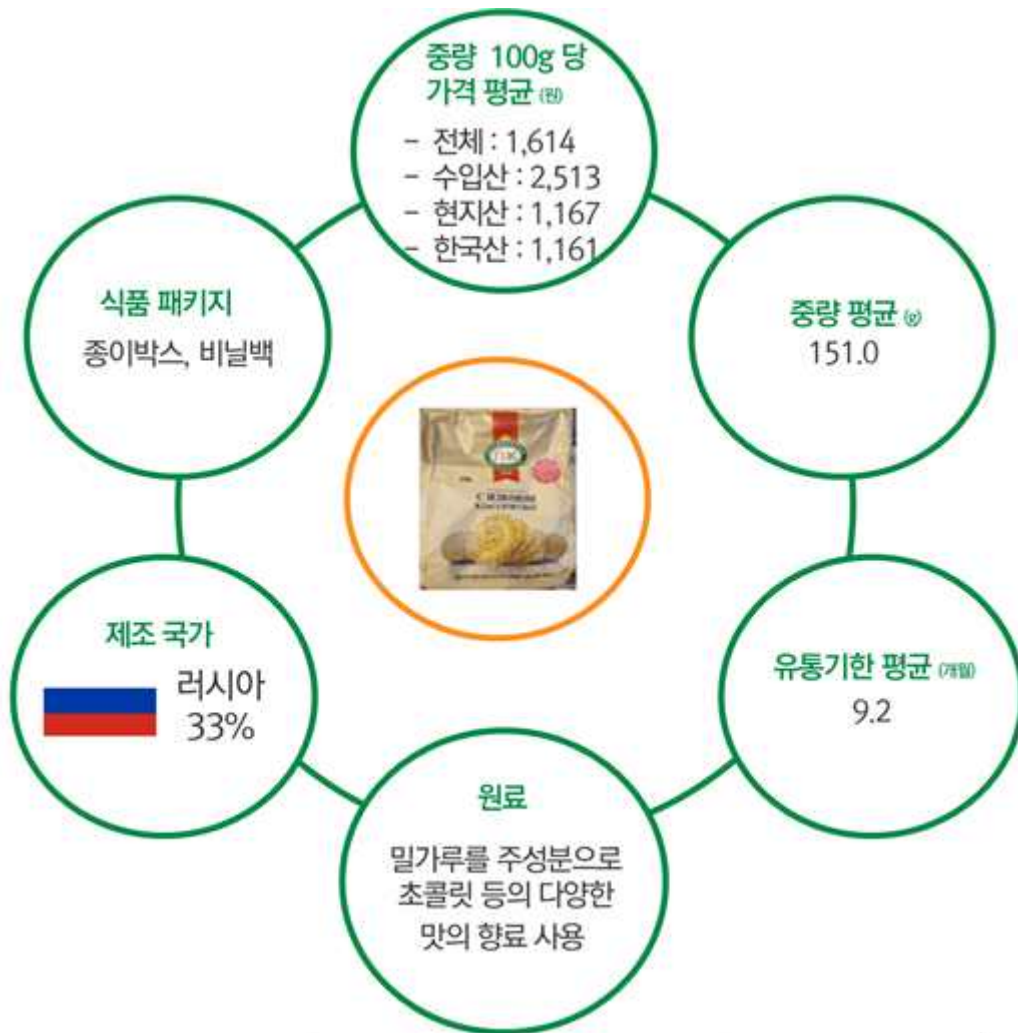 중량 100g 당
가격 평균 (원)
- 전체 : 1,614
- 수입산 : 2,513
- 현지산 : 1,167
- 한국산 : 1,161
식품 패키지
종이박스, 비닐백
중량 평균 (g)
151.0
제조 국가
러시아
33%
유통기한 평균 (개월)
9.2
원료
밀가루를 주성분으로
초콜릿 등의 다양한
맛의 향료 사용